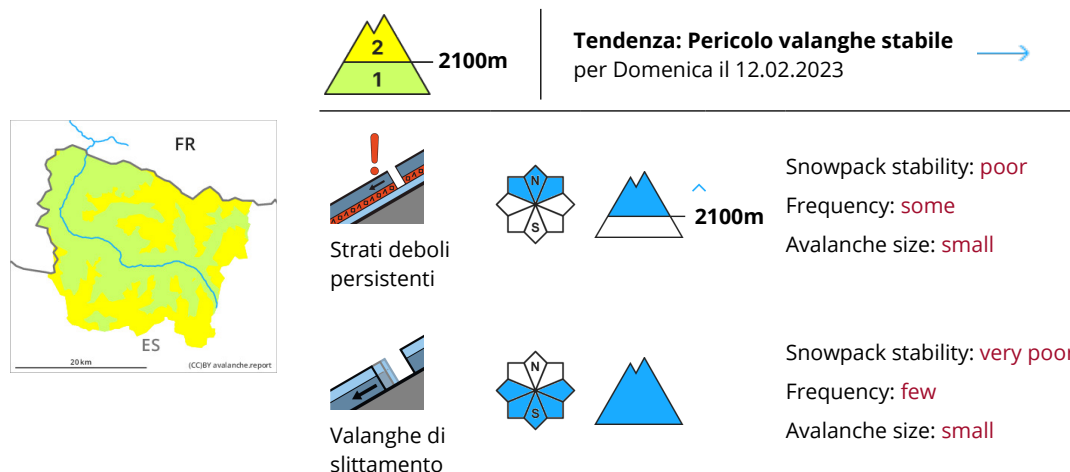 2
1
2100m
Tendenza: Pericolo valanghe stabile
per Domenica il 12.02.2023
FR
ES
20 km
(CC)BY avalanche.report
N
S
2100m
Strati deboli
persistenti
Snowpack stability: poor
Frequency: some
Avalanche size: small
N
S
Valanghe di
slittamento
Snowpack stability: very poor
Frequency: few
Avalanche size: small